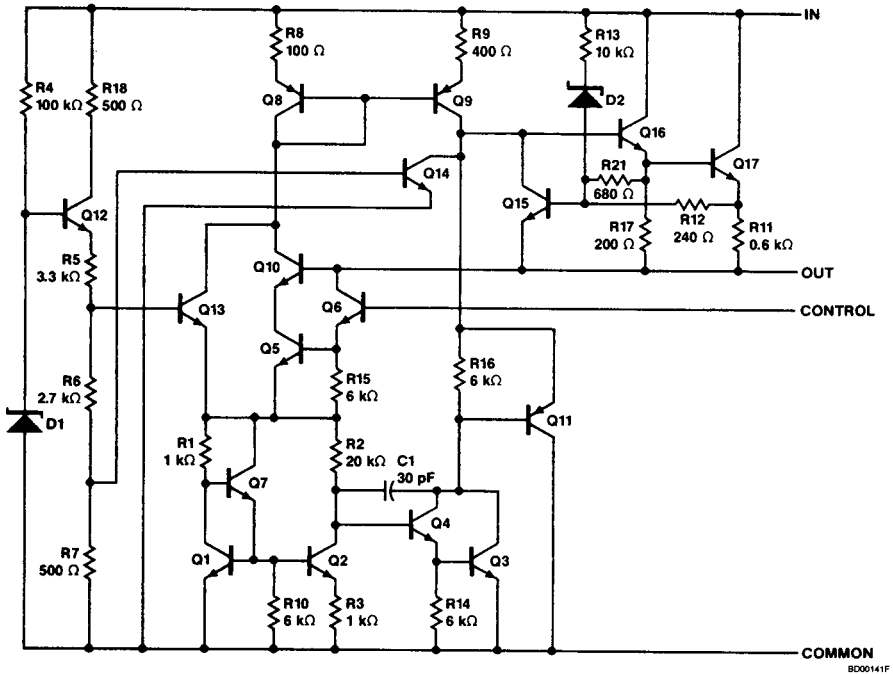 IN
R8
100 Ω
R9
400 Ω
R13
10 kΩ
R4
100 kΩ
R18
500 Ω
Q8
Q9
D2
Q16
Q14
Q17
R21
680 Ω
Q15
Q12
R17
200 Ω
R12
240 Ω
R11
0.6 kΩ
R5
3.3 kΩ
Q10
OUT
Q13
Q6
CONTROL
Q5
R16
6 kΩ
R15
6 kΩ
R6
2.7 kΩ
D1
Q11
R1
1 kΩ
R2
20 kΩ
C1
30 pF
Q7
Q4
R7
500 Ω
Q1
Q2
Q3
R10
6 kΩ
R3
1 kΩ
R14
6 kΩ
COMMON
BD00141F